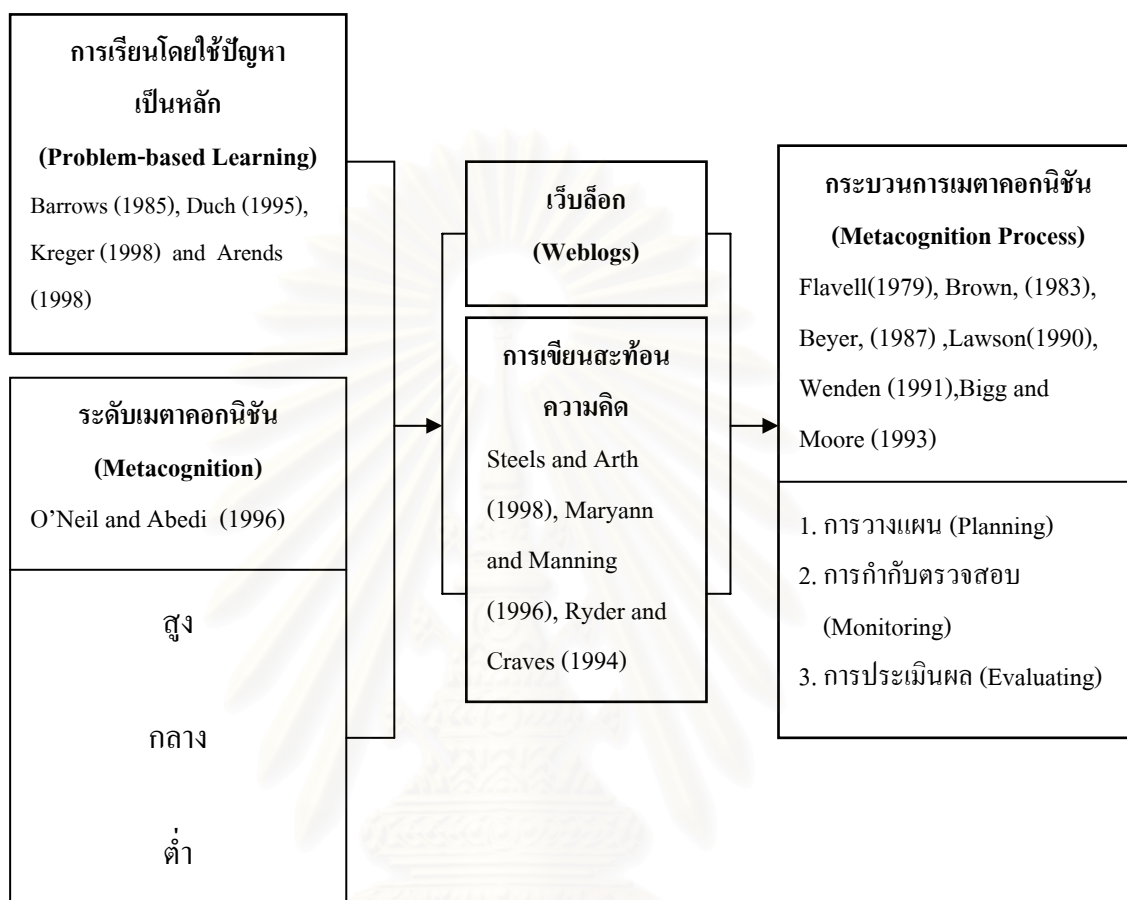 การเรียนโดยใช้ปัญหา
เป็นหลัก
(Problem-based Learning)
Barrows (1985), Duch (1995),
Kreger (1998) and Arends
(1998)
ระดับเมตาคอกนิชัน
(Metacognition)
O’Neil and Abedi (1996)
สูง
กลาง
ต่ำ
เว็บล็อก
(Weblogs)
การเขียนสะท้อน
ความคิด
Steels and Arth
(1998), Maryann
and Manning
(1996), Ryder and
Craves (1994)
กระบวนการเมตาคอกนิชัน
(Metacognition Process)
Flavell(1979), Brown, (1983),
Beyer, (1987) ,Lawson(1990),
Wenden (1991),Bigg and
Moore (1993)
1. การวางแผน (Planning)
2. การกำกับตรวจสอบ
(Monitoring)
3. การประเมินผล (Evaluating)